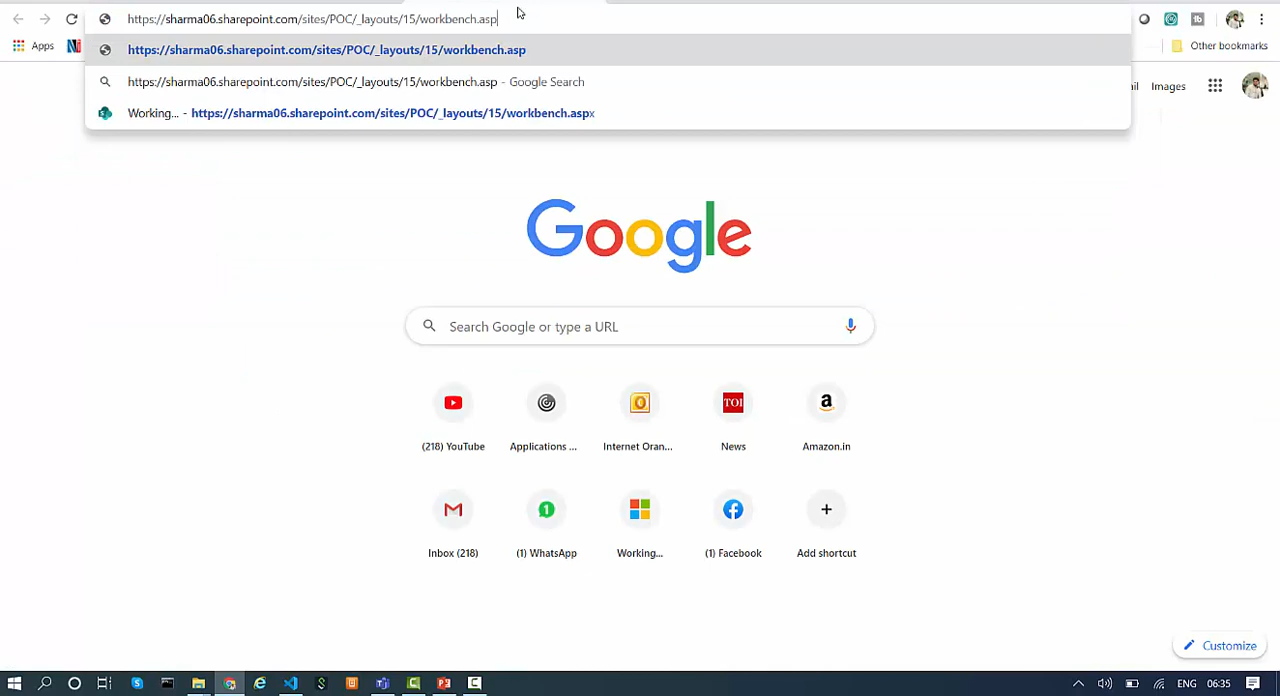 https://sharma06.sharepoint.com/sites/POC/_layouts/15/workbench.asp
https://sharma06.sharepoint.com/sites/POC/_layouts/15/workbench.asp
https://sharma06.sharepoint.com/sites/POC/_layouts/15/workbench.asp - Google Search
Working... - https://sharma06.sharepoint.com/sites/POC/_layouts/15/workbench.aspx
Apps
Other bookmarks
Images
Google
Search Google or type a URL
TOI
(218) YouTube
Applications ...
Internet Oran...
News
Amazon.in
Inbox (218)
(1) WhatsApp
Working...
(1) Facebook
Add shortcut
Customize
ENG
06:35